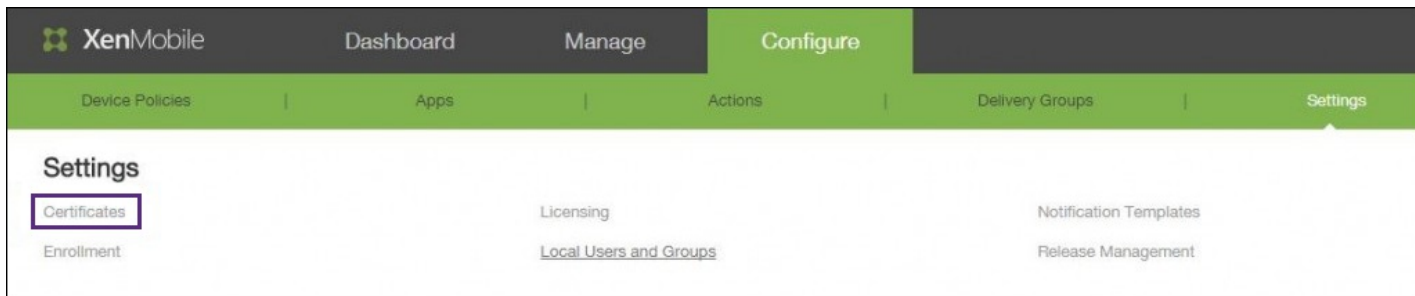 XenMobile Dashboard Manage Configure
Device Policies | Apps | Actions | Delivery Groups | Settings
Settings
Certificates Licensing Notification Templates
Enrollment Local Users and Groups Release Management